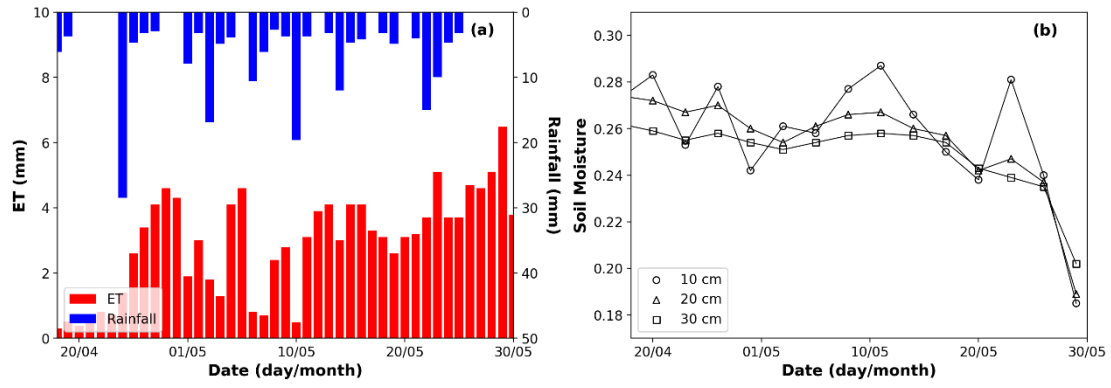 (a)
10
8
6
4
2
0
ET (mm)
0
10
20
30
40
50
Rainfall (mm)
ET
Rainfall
20/04
01/05
10/05
20/05
30/05
Date (day/month)
(b)
0.30
0.28
0.26
0.24
0.22
0.20
0.18
Soil Moisture
10 cm
20 cm
30 cm
20/04
01/05
10/05
20/05
30/05
Date (day/month)